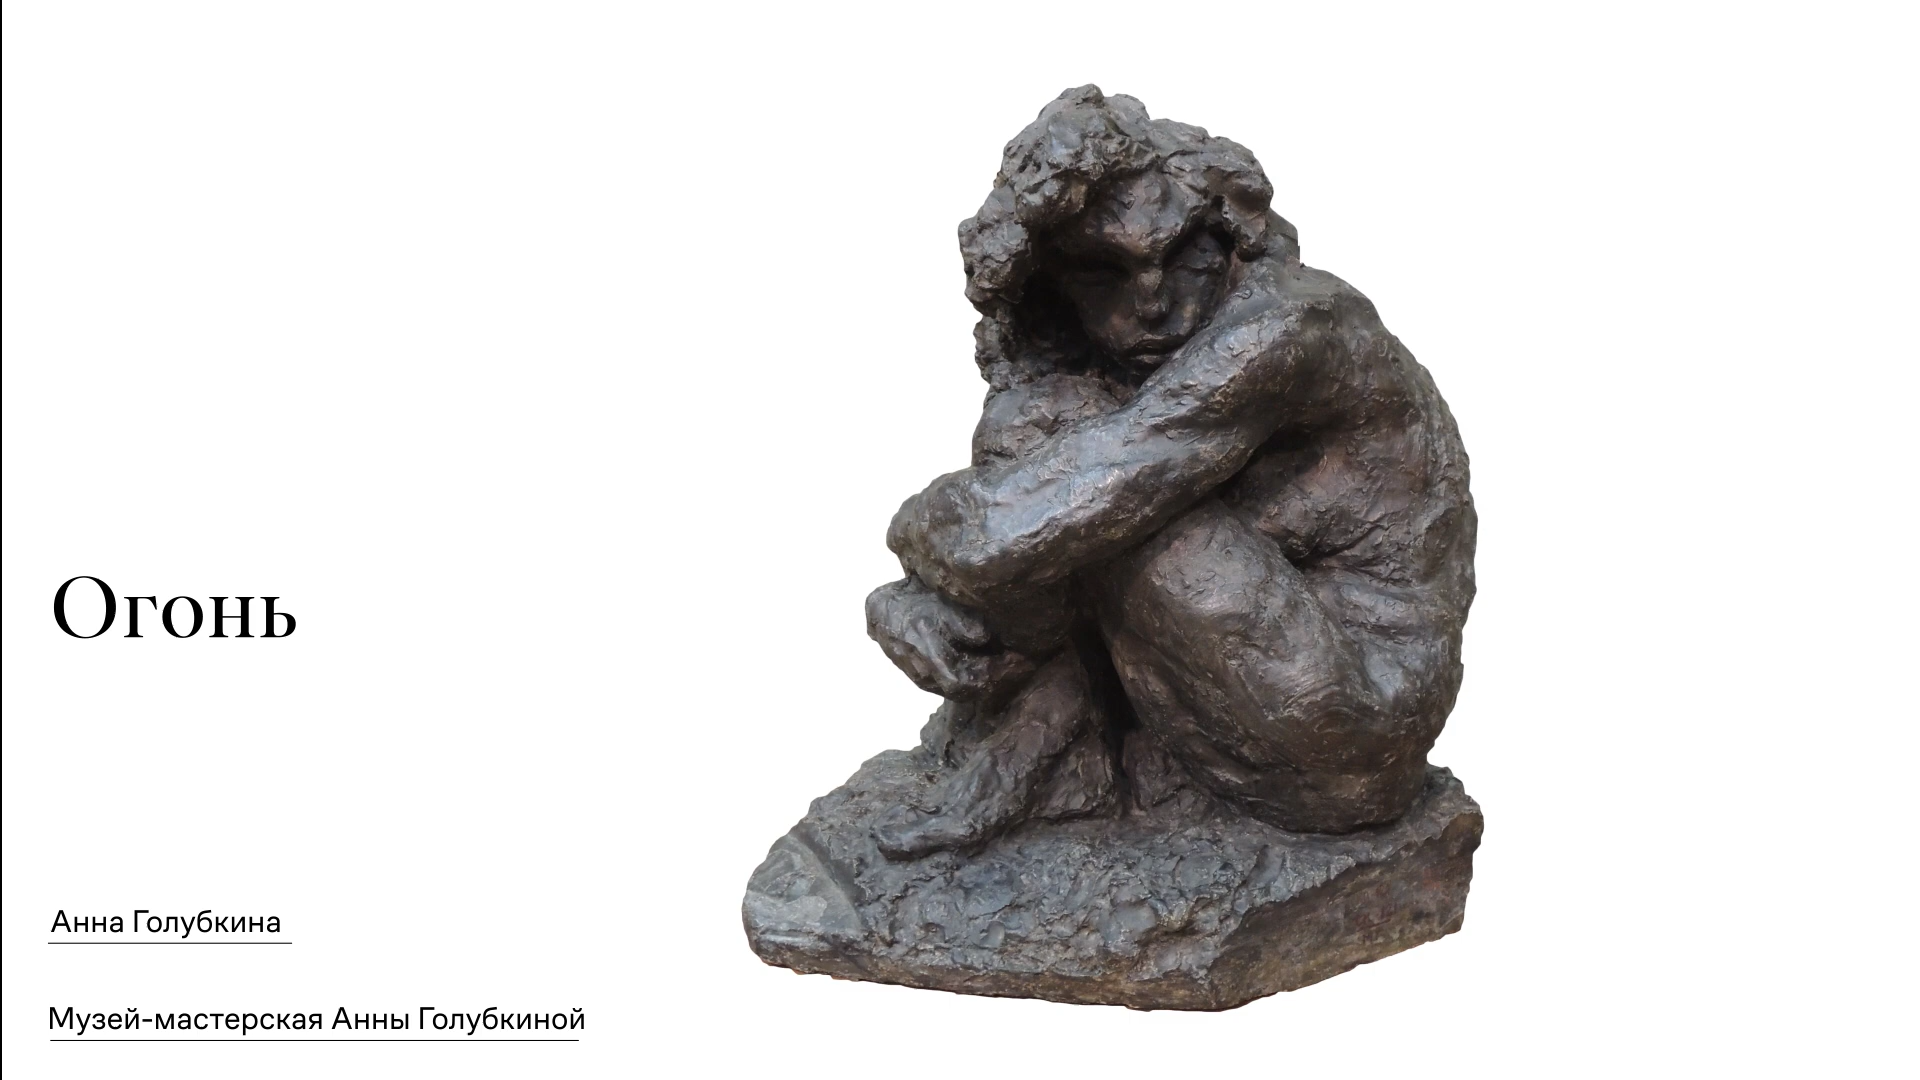 Огонь
Анна Голубкина
Музей-мастерская Анны Голубкиной